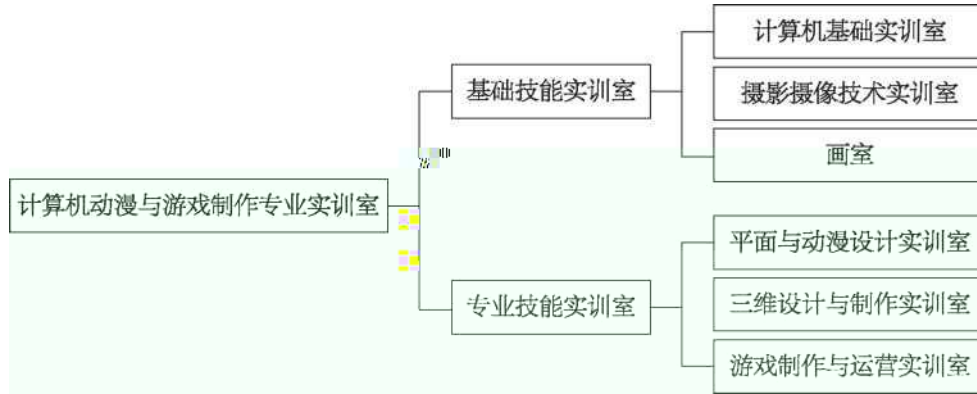 计算机基础实训室
基础技能实训室
摄影摄像技术实训室
画室
计算机动漫与游戏制作专业实训室
平面与动漫设计实训室
专业技能实训室
三维设计与制作实训室
游戏制作与运营实训室